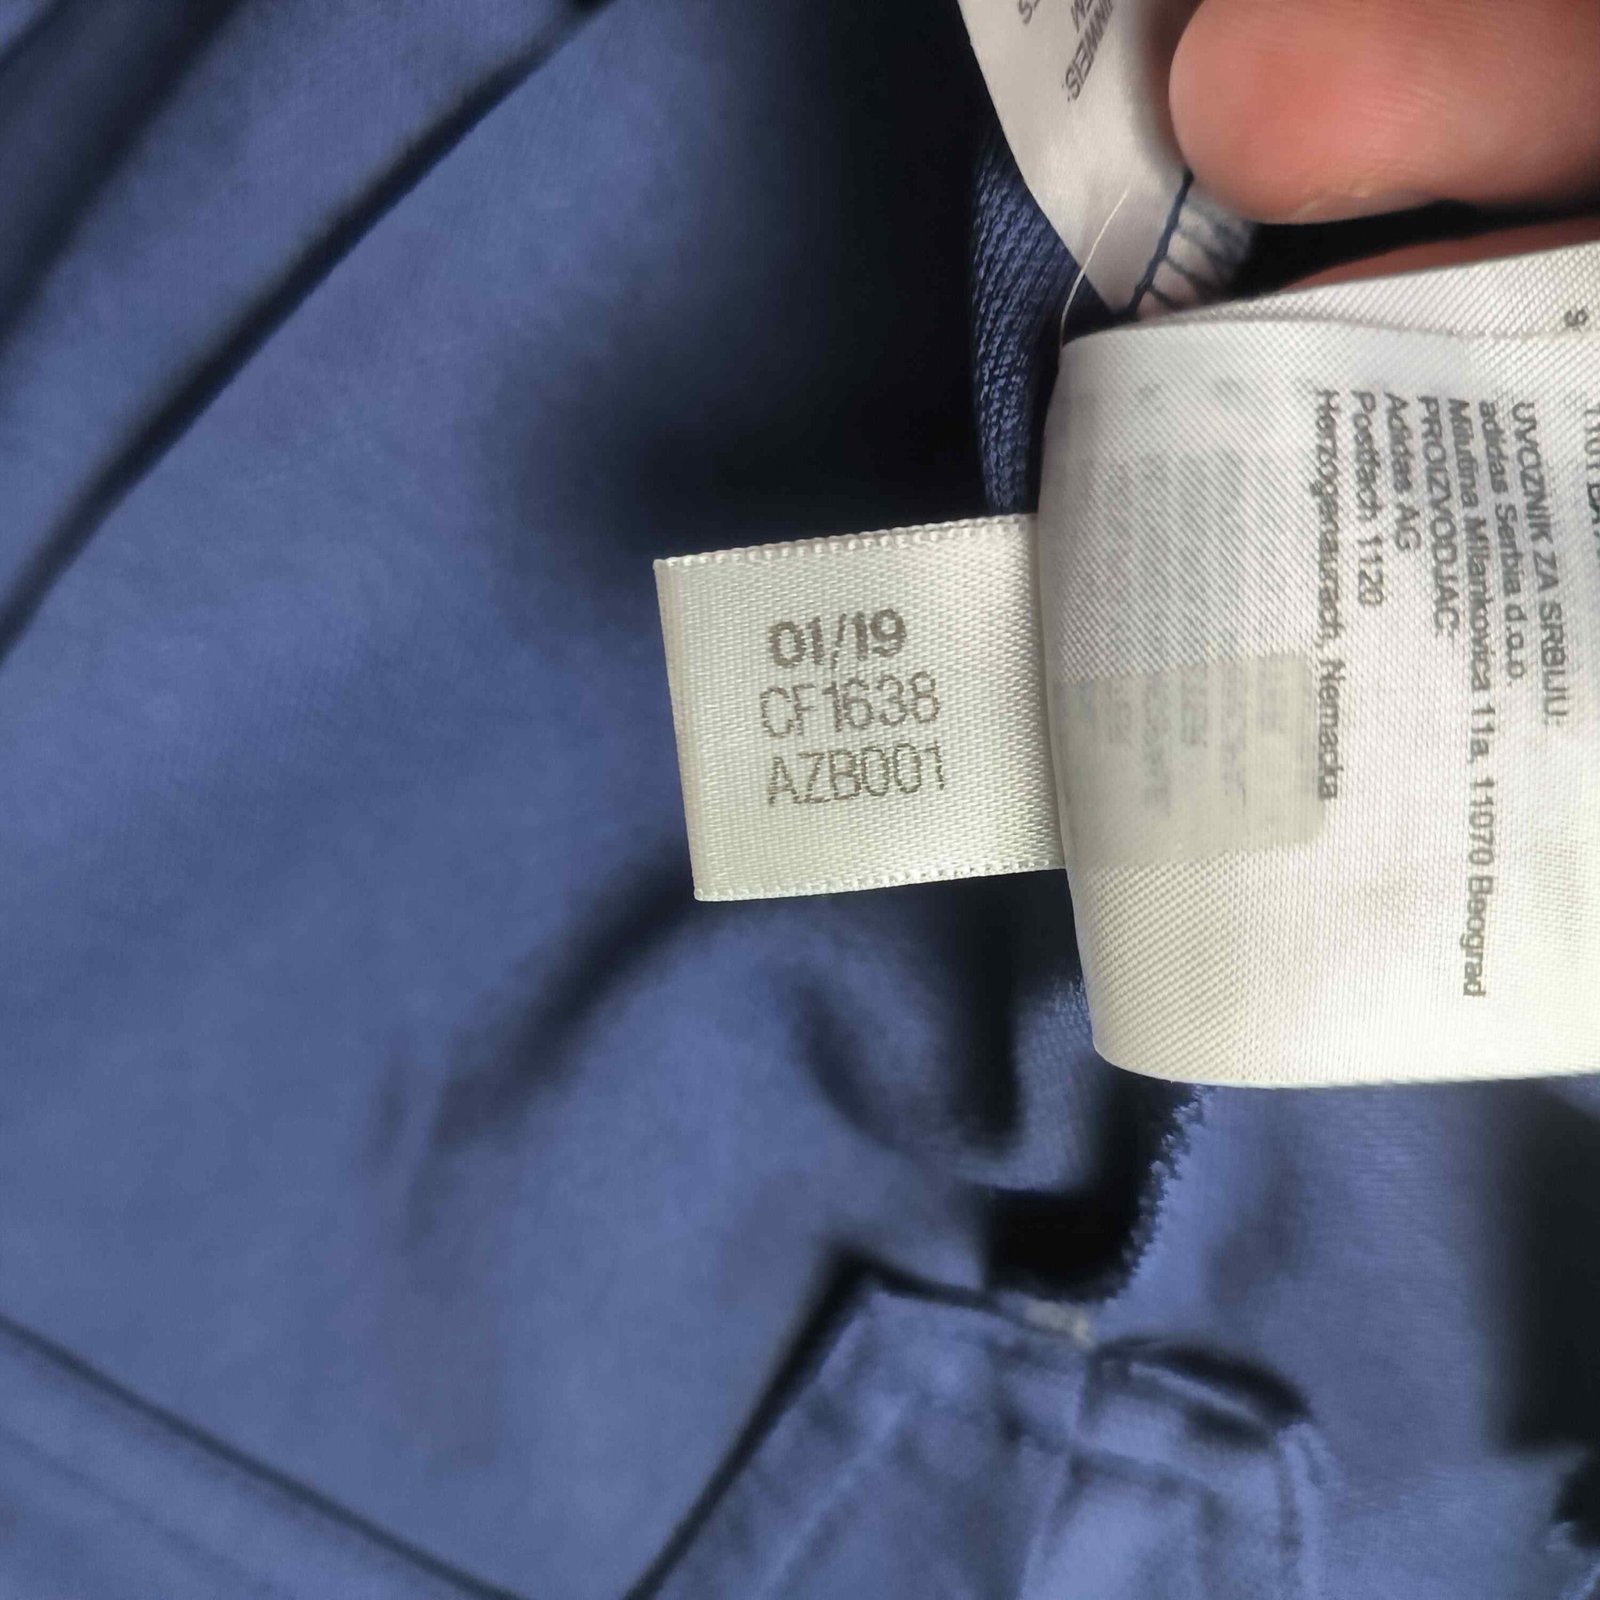 01/19
CF1638
AZB001
UVOZNIK ZA SRBIJU:
adidas Serbia d.o.o.
Milutina Milankovica 11a, 11070 Beograd
PROIZVODJAC:
Adidas AG
Postfach 1120
Herzogenaurach, Nemacka